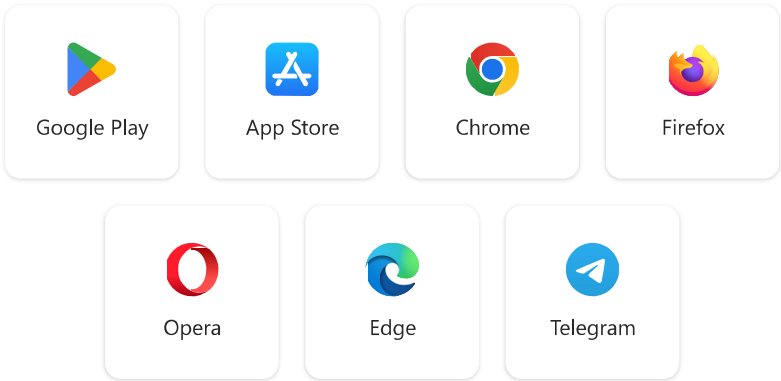 Google Play
App Store
Chrome
Firefox
Opera
Edge
Telegram